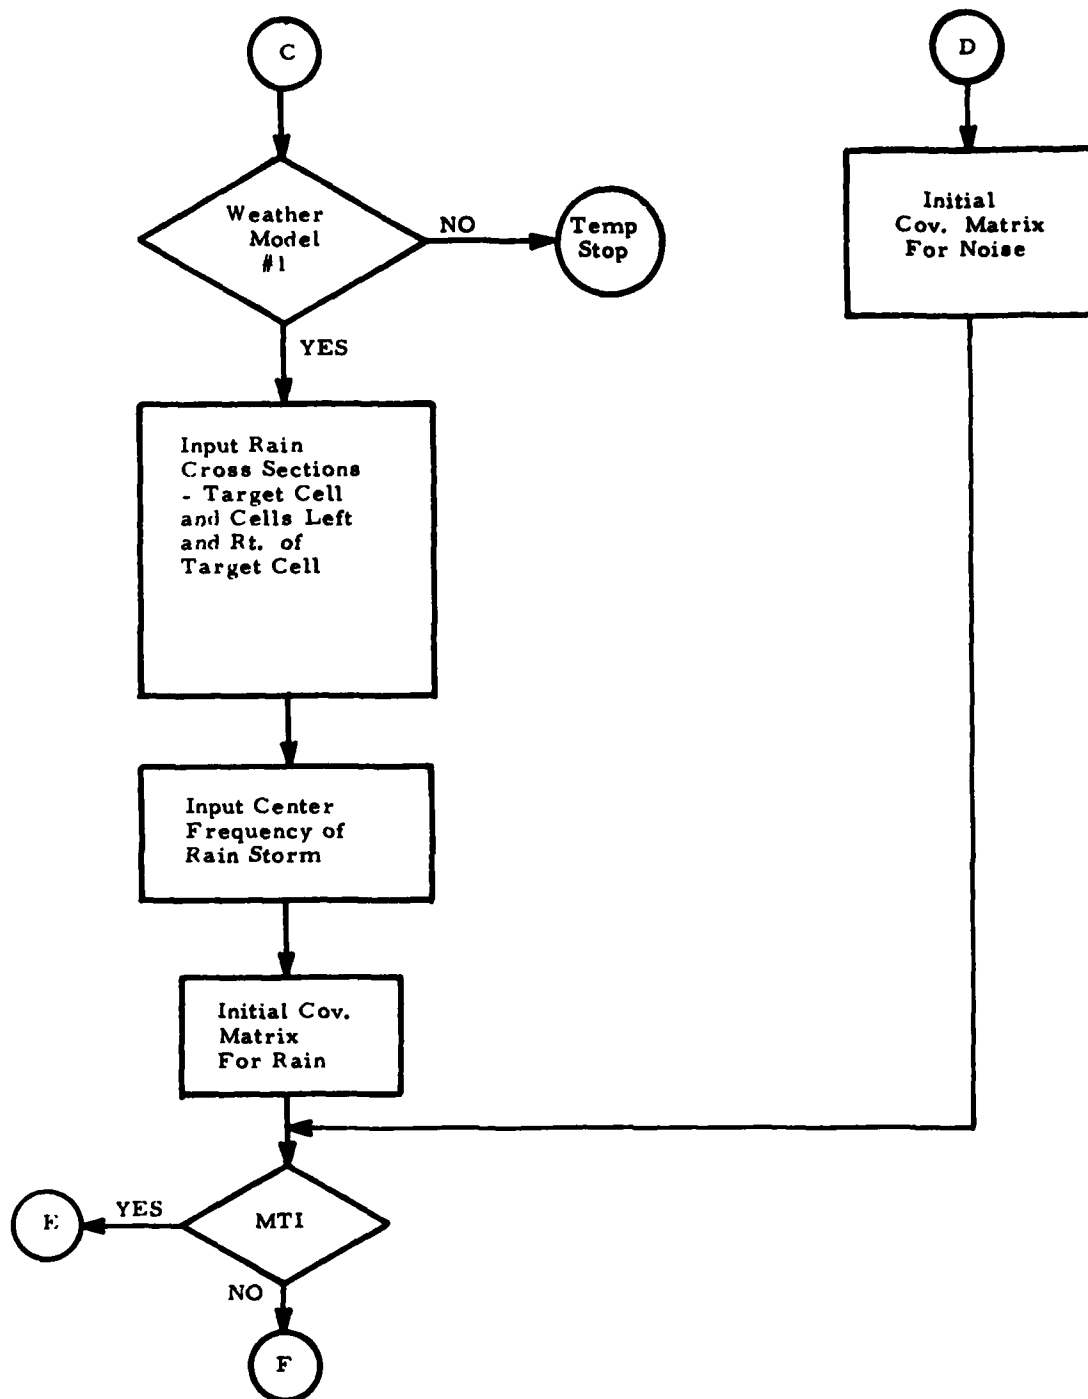 C
D
Weather
Model
#1
NO
Temp
Stop
Initial
Cov. Matrix
For Noise
YES
Input Rain
Cross Sections
- Target Cell
and Cells Left
and Rt. of
Target Cell
Input Center
Frequency of
Rain Storm
Initial Cov.
Matrix
For Rain
E
YES
MTI
NO
F